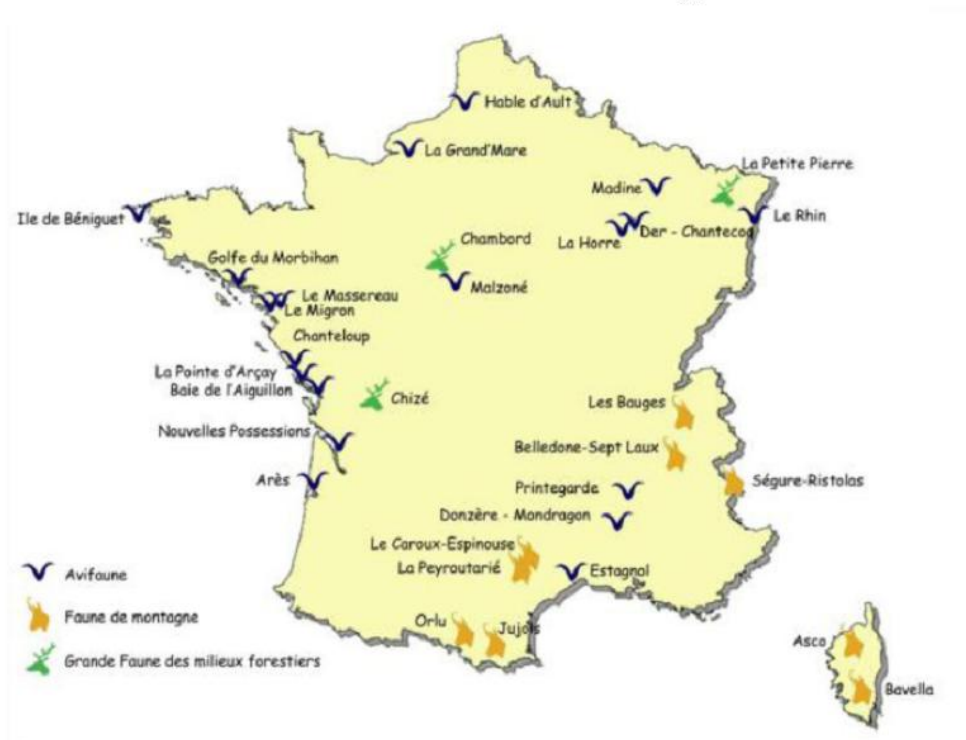 Hable d'Ault
La Grand'Mare
La Petite Pierre
Madine
Ile de Béniguet
Le Rhin
Der - Chantecoq
La Horre
Chambord
Golfe du Morbihan
Malzoné
Le Massereau
Le Migron
Chanteloup
La Pointe d'Arçay
Baie de l'Aiguillon
Chizé
Les Bauges
Nouvelles Possessions
Belledone-Sept Laux
Arès
Ségure-Ristolas
Printegarde
Donzère - Mondragon
Le Caroux-Espinouse
La Peyroutarié
Estagnol
Avifaune
Faune de montagne
Orlu
Jujols
Asco
Grande Faune des milieux forestiers
Bavella